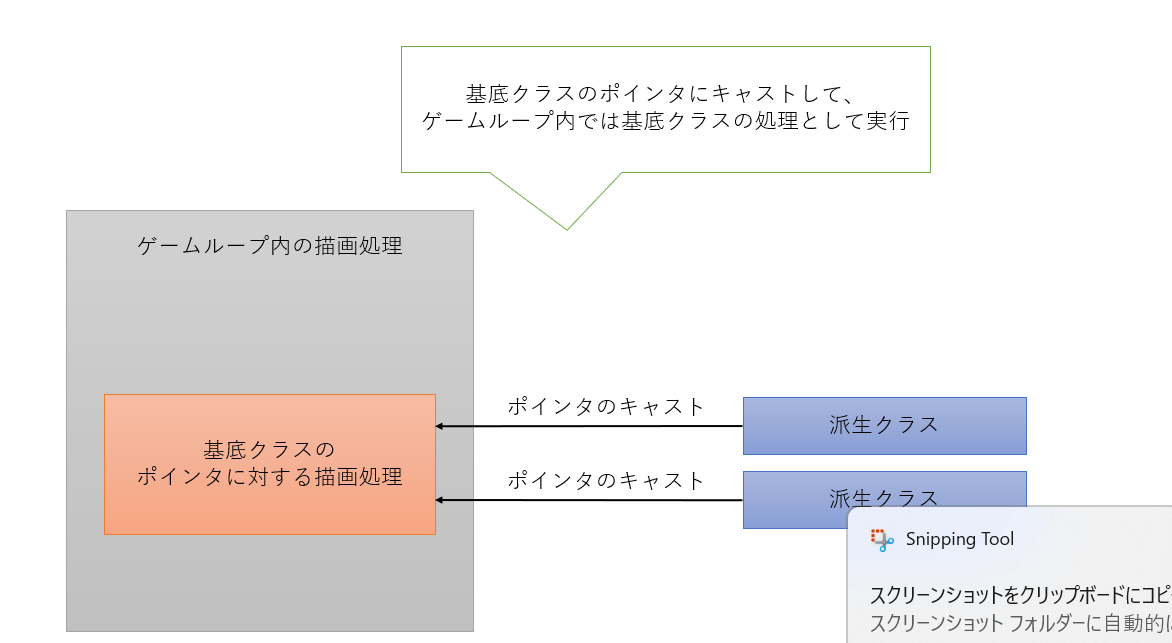 基底クラスのポインタにキャストして、
ゲームループ内では基底クラスの処理として実行
ゲームループ内の描画処理
ポインタのキャスト
派生クラス
基底クラスの
ポインタに対する描画処理
ポインタのキャスト
派生クラス
Snipping Tool
スクリーンショットをクリップボードにコピ
スクリーンショット フォルダーに自動的